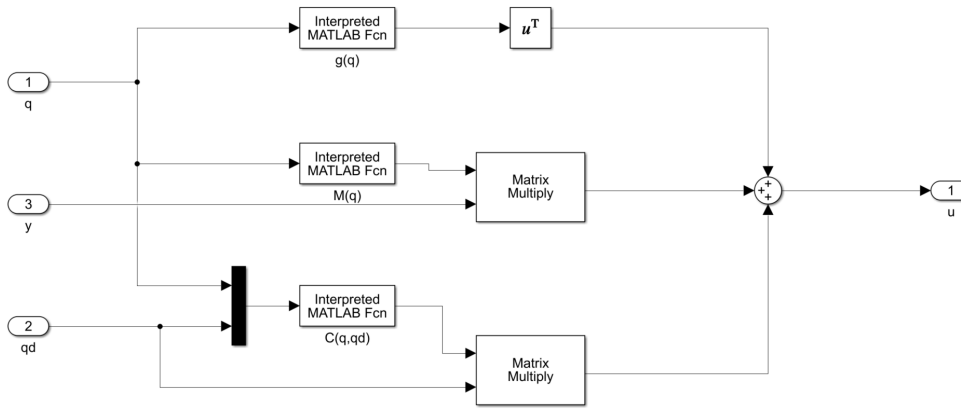 Interpreted
MATLAB Fcn
g(q)
uᵀ
1
q
Interpreted
MATLAB Fcn
M(q)
Matrix
Multiply
+
+
+
1
u
3
y
Interpreted
MATLAB Fcn
C(q,qd)
2
qd
Matrix
Multiply